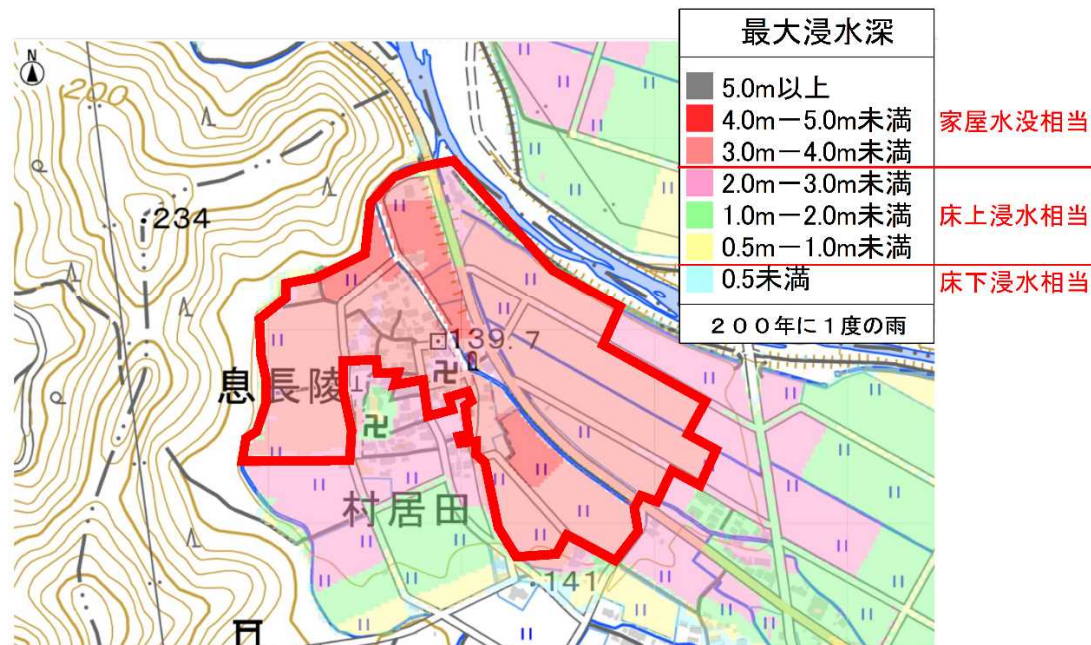 最大浸水深
5.0m以上
4.0m－5.0m未満
3.0m－4.0m未満
2.0m－3.0m未満
1.0m－2.0m未満
0.5m－1.0m未満
0.5未満
家屋水没相当
床上浸水相当
床下浸水相当
200年に1度の雨
N
200
234
139.7
息長陵
村居田
141